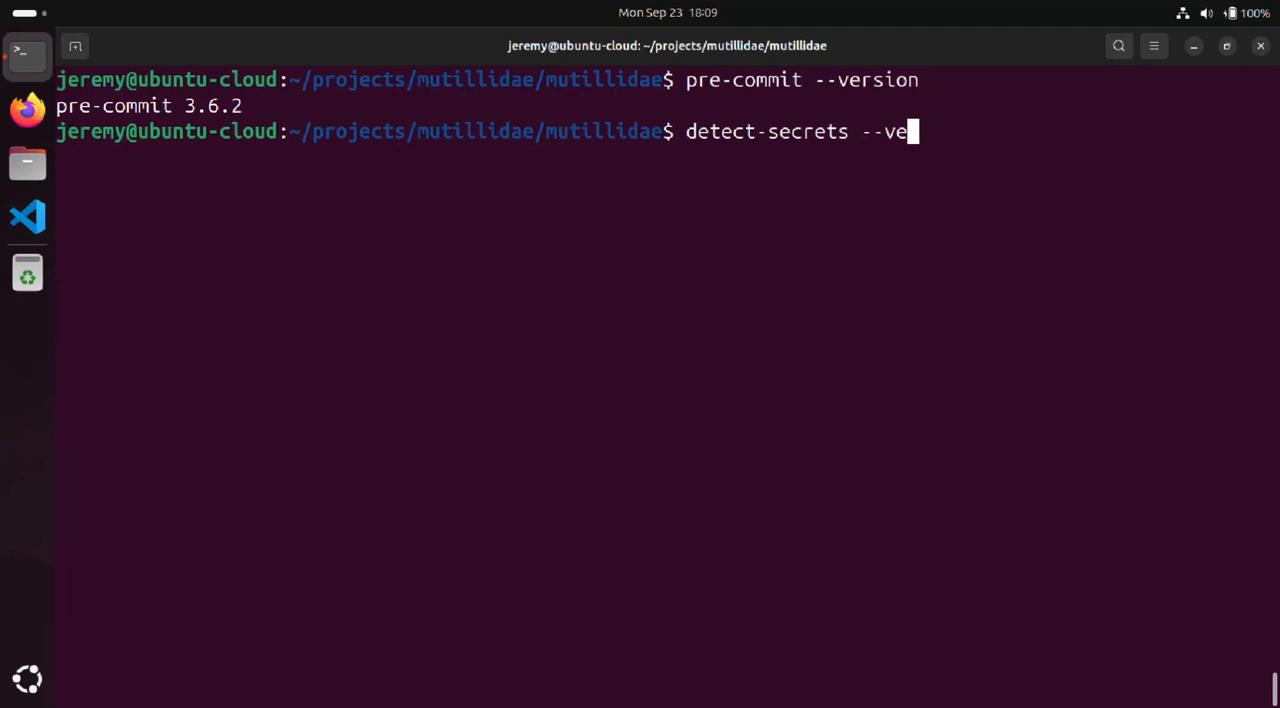 Mon Sep 23 18:09
100%
jeremy@ubuntu-cloud: ~/projects/mutillidae/mutillidae
jeremy@ubuntu-cloud:~/projects/mutillidae/mutillidae$ pre-commit --version
pre-commit 3.6.2
jeremy@ubuntu-cloud:~/projects/mutillidae/mutillidae$ detect-secrets --ve